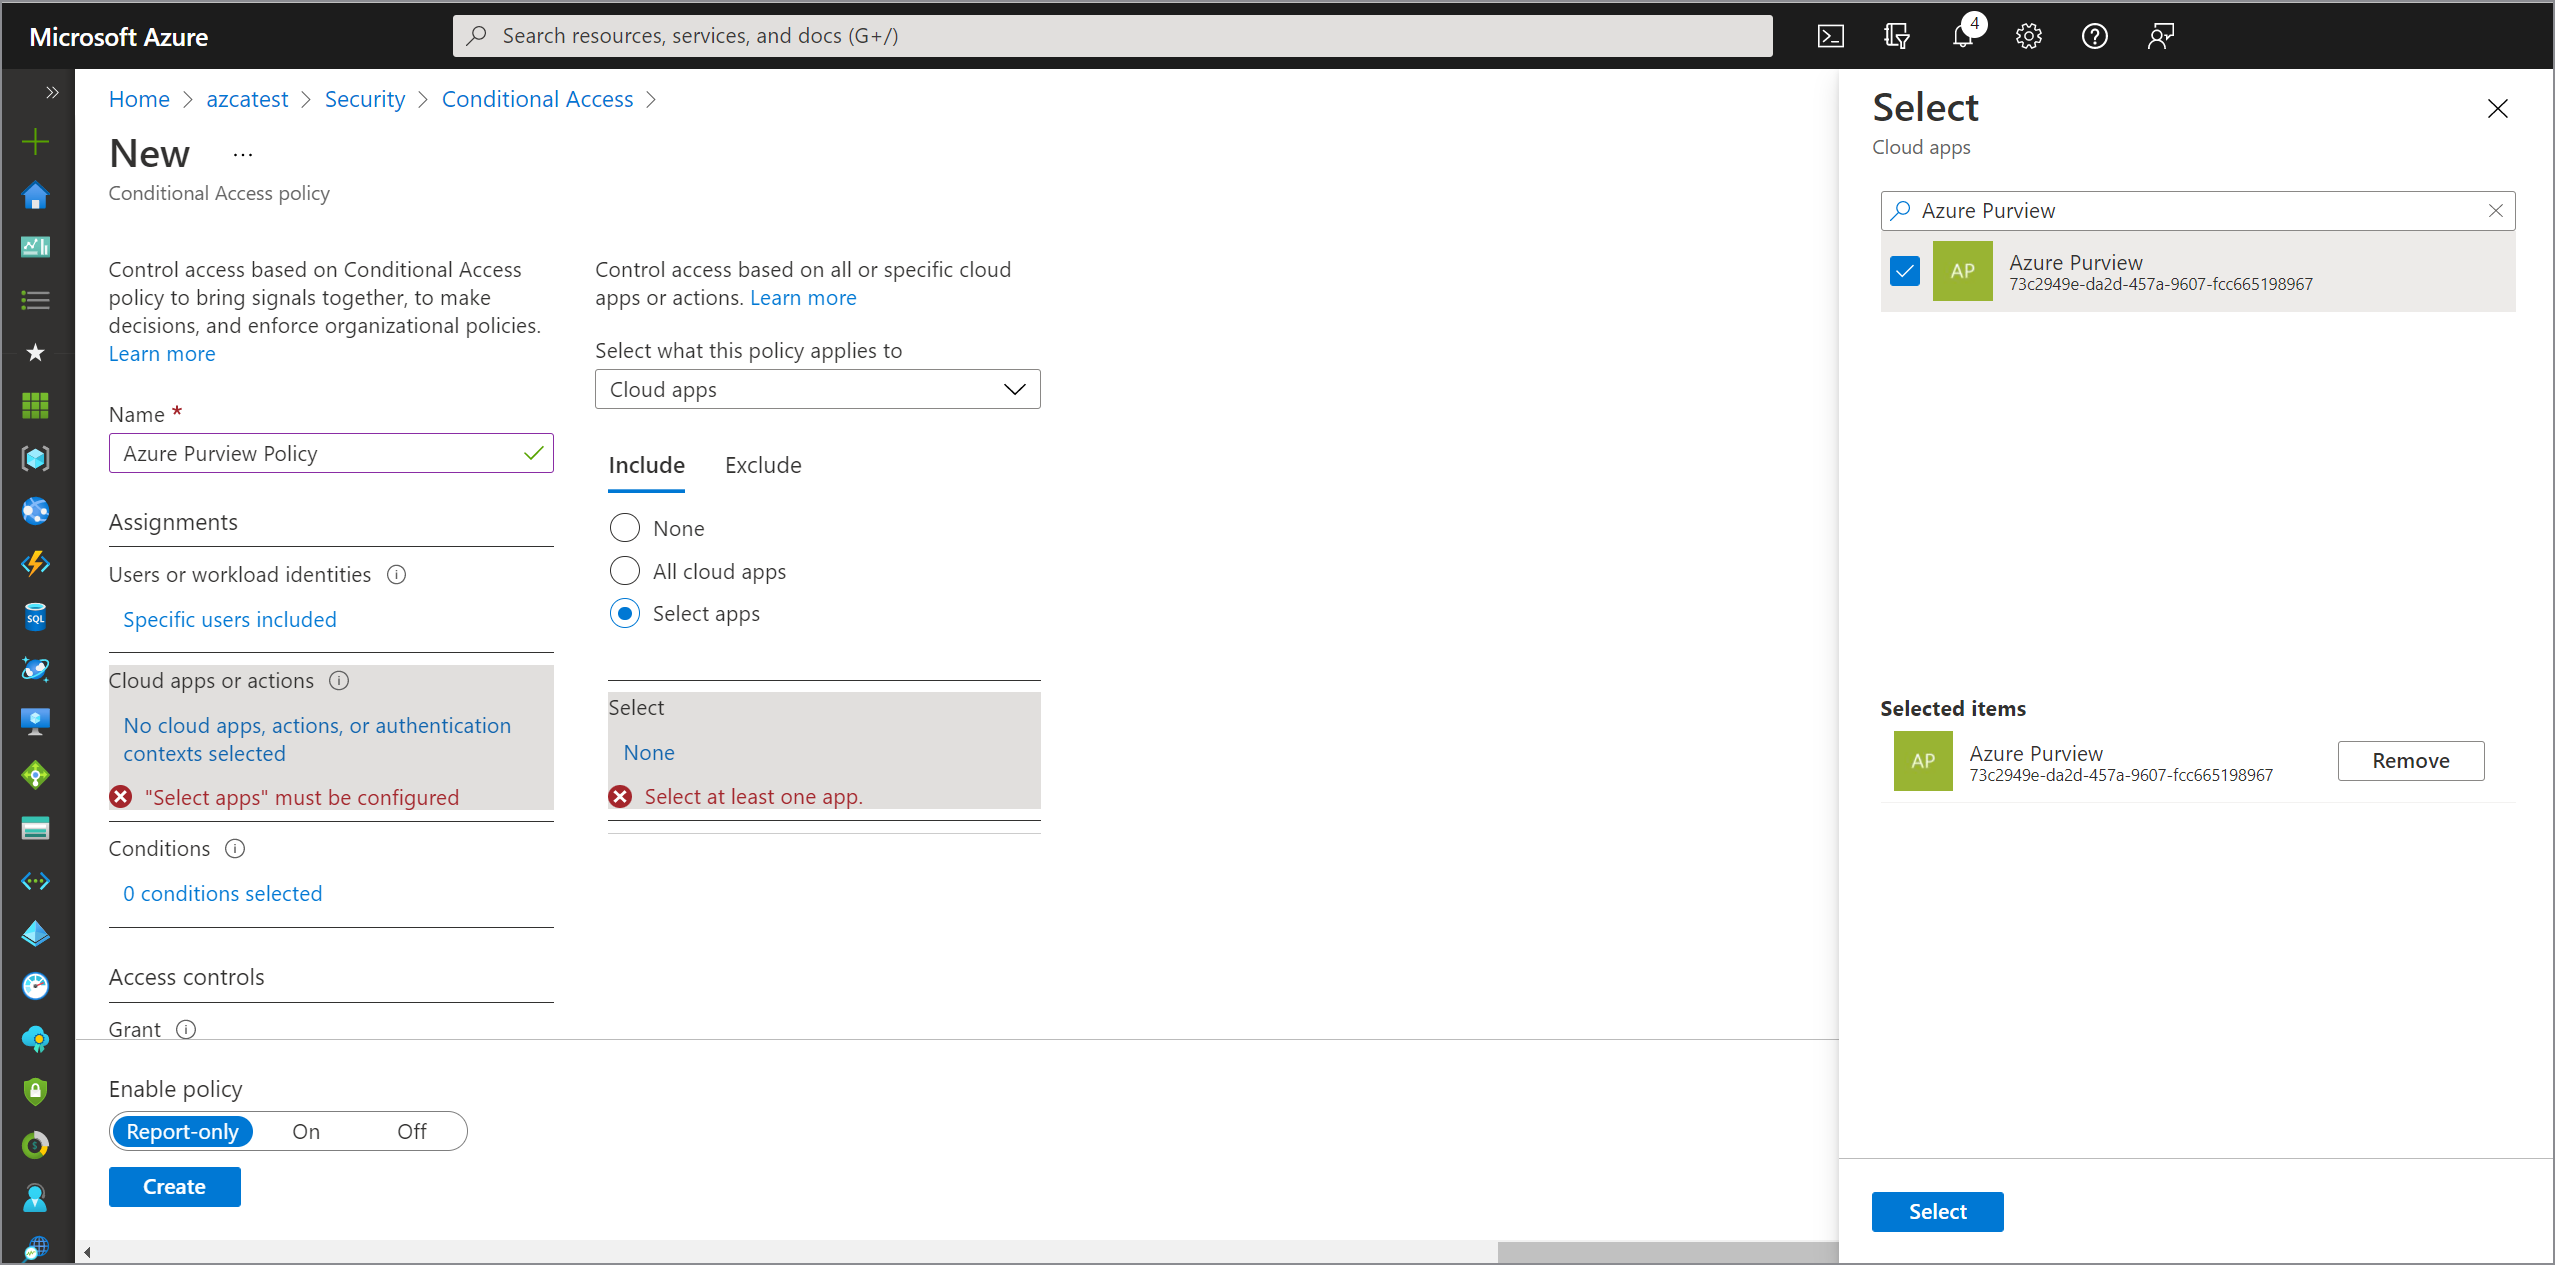 Microsoft Azure
Search resources, services, and docs (G+/)
4
Home > azcatest > Security > Conditional Access >
New ...
Conditional Access policy
Control access based on Conditional Access
policy to bring signals together, to make
decisions, and enforce organizational policies.
Learn more
Name *
Azure Purview Policy
Assignments
Users or workload identities
Specific users included
Cloud apps or actions
No cloud apps, actions, or authentication
contexts selected
"Select apps" must be configured
Conditions
0 conditions selected
Access controls
Grant
Enable policy
Report-only On Off
Create
Control access based on all or specific cloud
apps or actions. Learn more
Select what this policy applies to
Cloud apps
Include Exclude
None
All cloud apps
Select apps
Select
None
Select at least one app.
Select
Cloud apps
Azure Purview
AP
Azure Purview
73c2949e-da2d-457a-9607-fcc665198967
Selected items
AP
Azure Purview
73c2949e-da2d-457a-9607-fcc665198967
Remove
Select
SQL